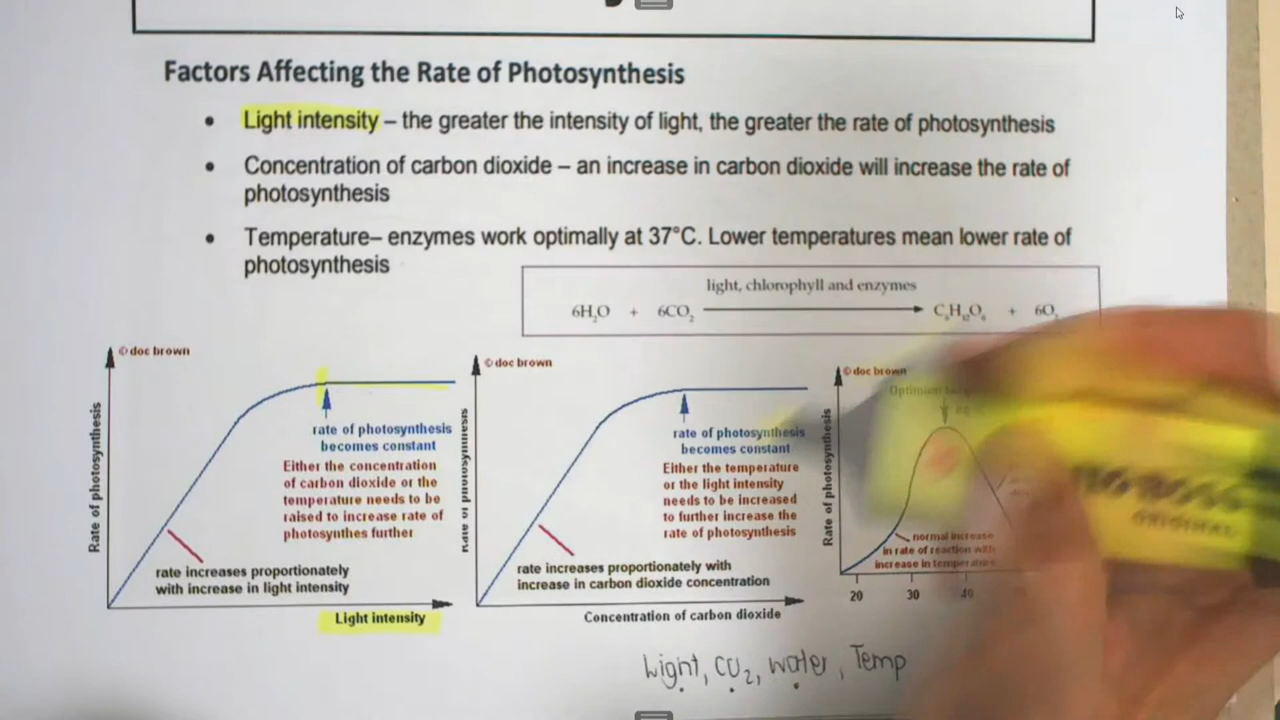 Factors Affecting the Rate of Photosynthesis
• Light intensity – the greater the intensity of light, the greater the rate of photosynthesis
• Concentration of carbon dioxide – an increase in carbon dioxide will increase the rate of
photosynthesis
• Temperature– enzymes work optimally at 37°C. Lower temperatures mean lower rate of
photosynthesis
light, chlorophyll and enzymes
6H₂O + 6CO₂ C₆H₁₂O₆ + 6O₂
© doc brown
Rate of photosynthesis
rate of photosynthesis
becomes constant
Either the concentration
of carbon dioxide or the
temperature needs to be
raised to increase rate of
photosynthes further
rate increases proportionately
with increase in light intensity
Light intensity
© doc brown
Rate of photosynthesis
rate of photosynthesis
becomes constant
Either the temperature
or the light intensity
needs to be increased
to further increase the
rate of photosynthesis
rate increases proportionately with
increase in carbon dioxide concentration
Concentration of carbon dioxide
© doc brown
Rate of photosynthesis
Optimum
normal increase
in rate of reaction with
increase in temperature
20 30 40
Light, CO₂, water, Temp
ORIGINAL